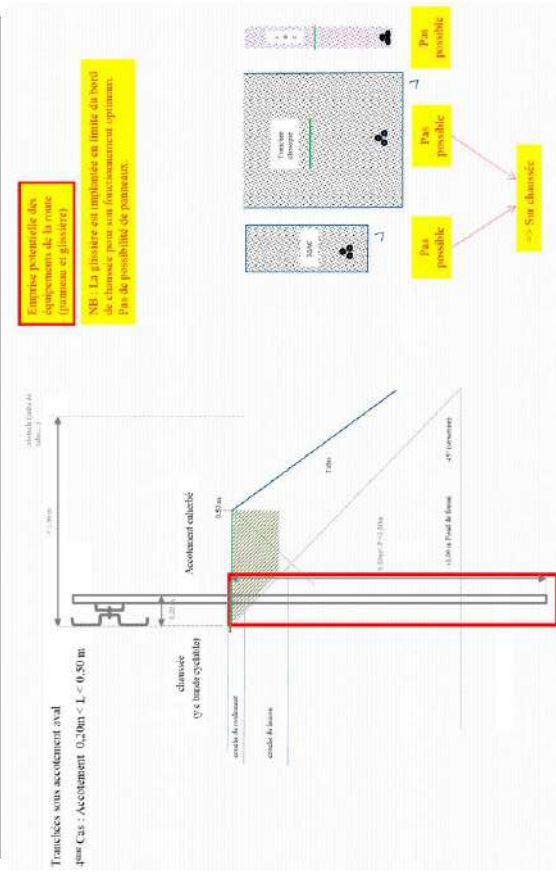 Tranchées sous accotement aval
4ème Cas : Accotement 0,20m < L < 0,50 m
Emprise potentielle des
équipements de la route
(panneau et glissière)
NB : La glissière est implantée en limite du bord
de chaussée pour son fonctionnement optimum.
Pas de possibilité de panneaux.
chaussée
(y c bande cyclable)
Accotement enherbé
0,20 m
0,50 m
couche de roulement
couche de liaison
Talus
45° (structure)
Tranchée
classique
Pas
possible
Pas
possible
Pas
possible
=> Sur chaussée